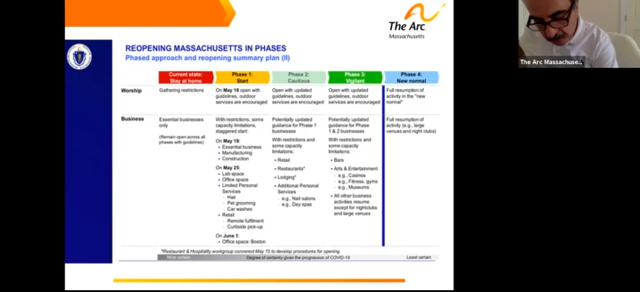 The Arc
Massachusetts
REOPENING MASSACHUSETTS IN PHASES
Phased approach and reopening summary plan (II)
Current state:
Stay at home
Phase 1:
Start
Phase 2:
Cautious
Phase 3:
Vigilant
Phase 4:
New normal
Worship
Gathering restrictions
On May 18 open with
guidelines, outdoor
services are encouraged
Open with updated
guidelines, outdoor
services are encouraged
Open with updated
guidelines, outdoor
services are encouraged
Full resumption of
activity in the "new
normal"
Business
Essential businesses
only
(Remain open across all
phases with guidelines)
With restrictions, some
capacity limitations,
staggered start:
On May 18:
• Essential business
• Manufacturing
• Construction
On May 25:
• Lab space
• Office space
• Limited Personal
Services
- Hair
- Pet grooming
- Car washes
• Retail
- Remote fulfilment
- Curbside pick-up
On June 1:
• Office space: Boston
Potentially updated
guidance for Phase 1
businesses
With restrictions and
some capacity
limitations:
• Retail
• Restaurants*
• Lodging*
• Additional Personal
Services
- e.g., Nail salons
- e.g., Day spas
Potentially updated
guidance for Phase
1 & 2 businesses
With restrictions and
some capacity
limitations:
• Bars
• Arts & Entertainment
- e.g., Casinos
- e.g., Fitness, gyms
- e.g., Museums
• All other business
activities resume
except for nightclubs
and large venues
Full resumption of
activity (e.g., large
venues and night clubs)
*Restaurant & Hospitality workgroup convened May 15 to develop procedures for opening.
Most certain
Degree of certainty given the progression of COVID-19
Least certain
The Arc Massachuse...